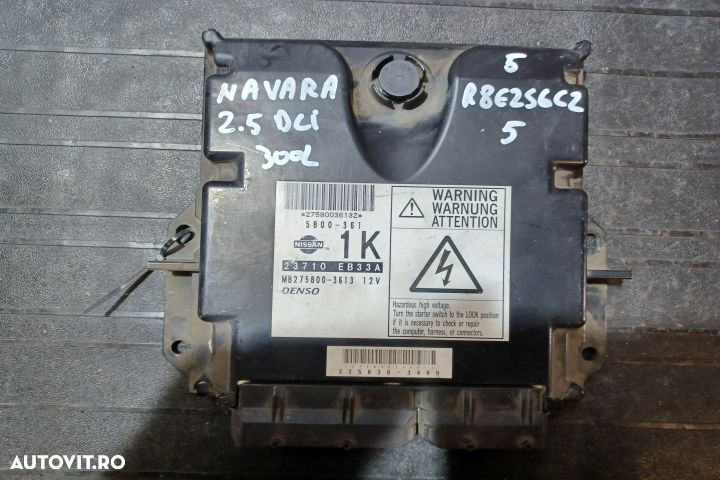 NAVARA
2.5 DCi
300L
5
R8E2S6C2
5
*2758003613Z*
5800-361
NISSAN
1K
23710 EB33A
MB275800-3613 12V
DENSO
WARNING
WARNUNG
ATTENTION
Hazardous high voltage.
Turn the starter switch to the LOCK position
if it is necessary to check or repair
the computer, harness, or connectors.
275830-3490
AUTOVIT.RO